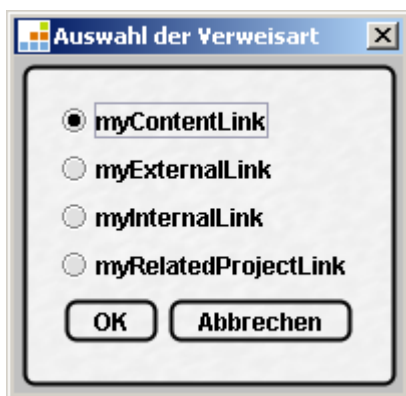 Auswahl der Verweisart
myContentLink
myExternalLink
myInternalLink
myRelatedProjectLink
OK Abbrechen